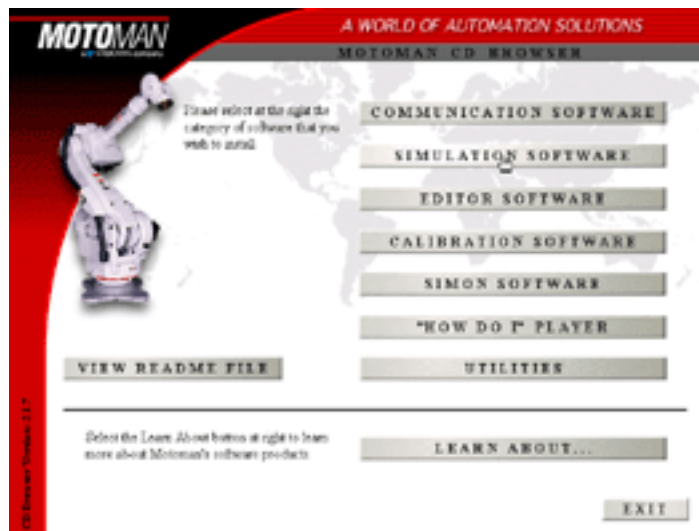 MOTOMAN
A WORLD OF AUTOMATION SOLUTIONS
MOTOMAN CD BROWSER
Please select at the right the
category of software that you
wish to install.
COMMUNICATION SOFTWARE
SIMULATION SOFTWARE
EDITOR SOFTWARE
CALIBRATION SOFTWARE
SIMON SOFTWARE
"HOW DO I" PLAYER
VIEW README FILE
UTILITIES
Select the Learn About button at right to learn
more about Motoman's software products
LEARN ABOUT...
EXIT